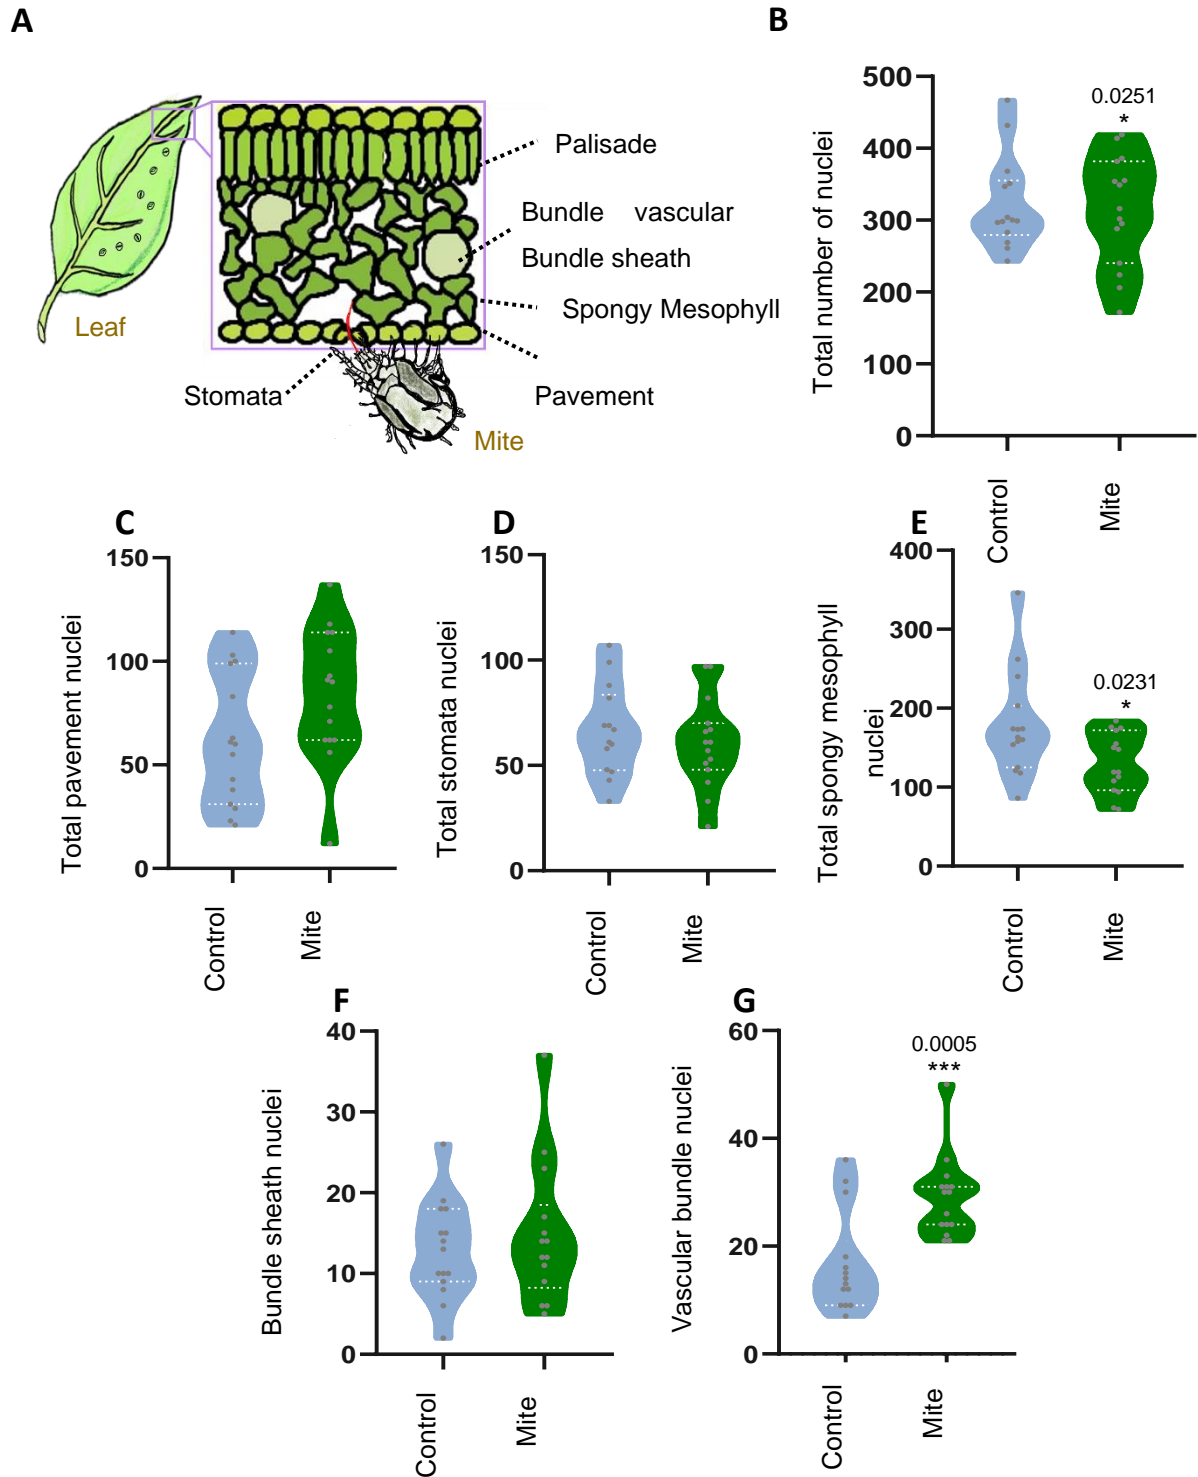 A
Palisade
Bundle vascular
Bundle sheath
Spongy Mesophyll
Leaf
Stomata
Pavement
Mite
B
Total number of nuclei
500
400
300
200
100
0
0.0251
*
Control
Mite
C
Total pavement nuclei
150
100
50
0
Control
Mite
D
Total stomata nuclei
150
100
50
0
Control
Mite
E
Total spongy mesophyll
nuclei
400
300
200
100
0
0.0231
*
Control
Mite
F
Bundle sheath nuclei
40
30
20
10
0
Control
Mite
G
Vascular bundle nuclei
60
40
20
0
0.0005
***
Control
Mite